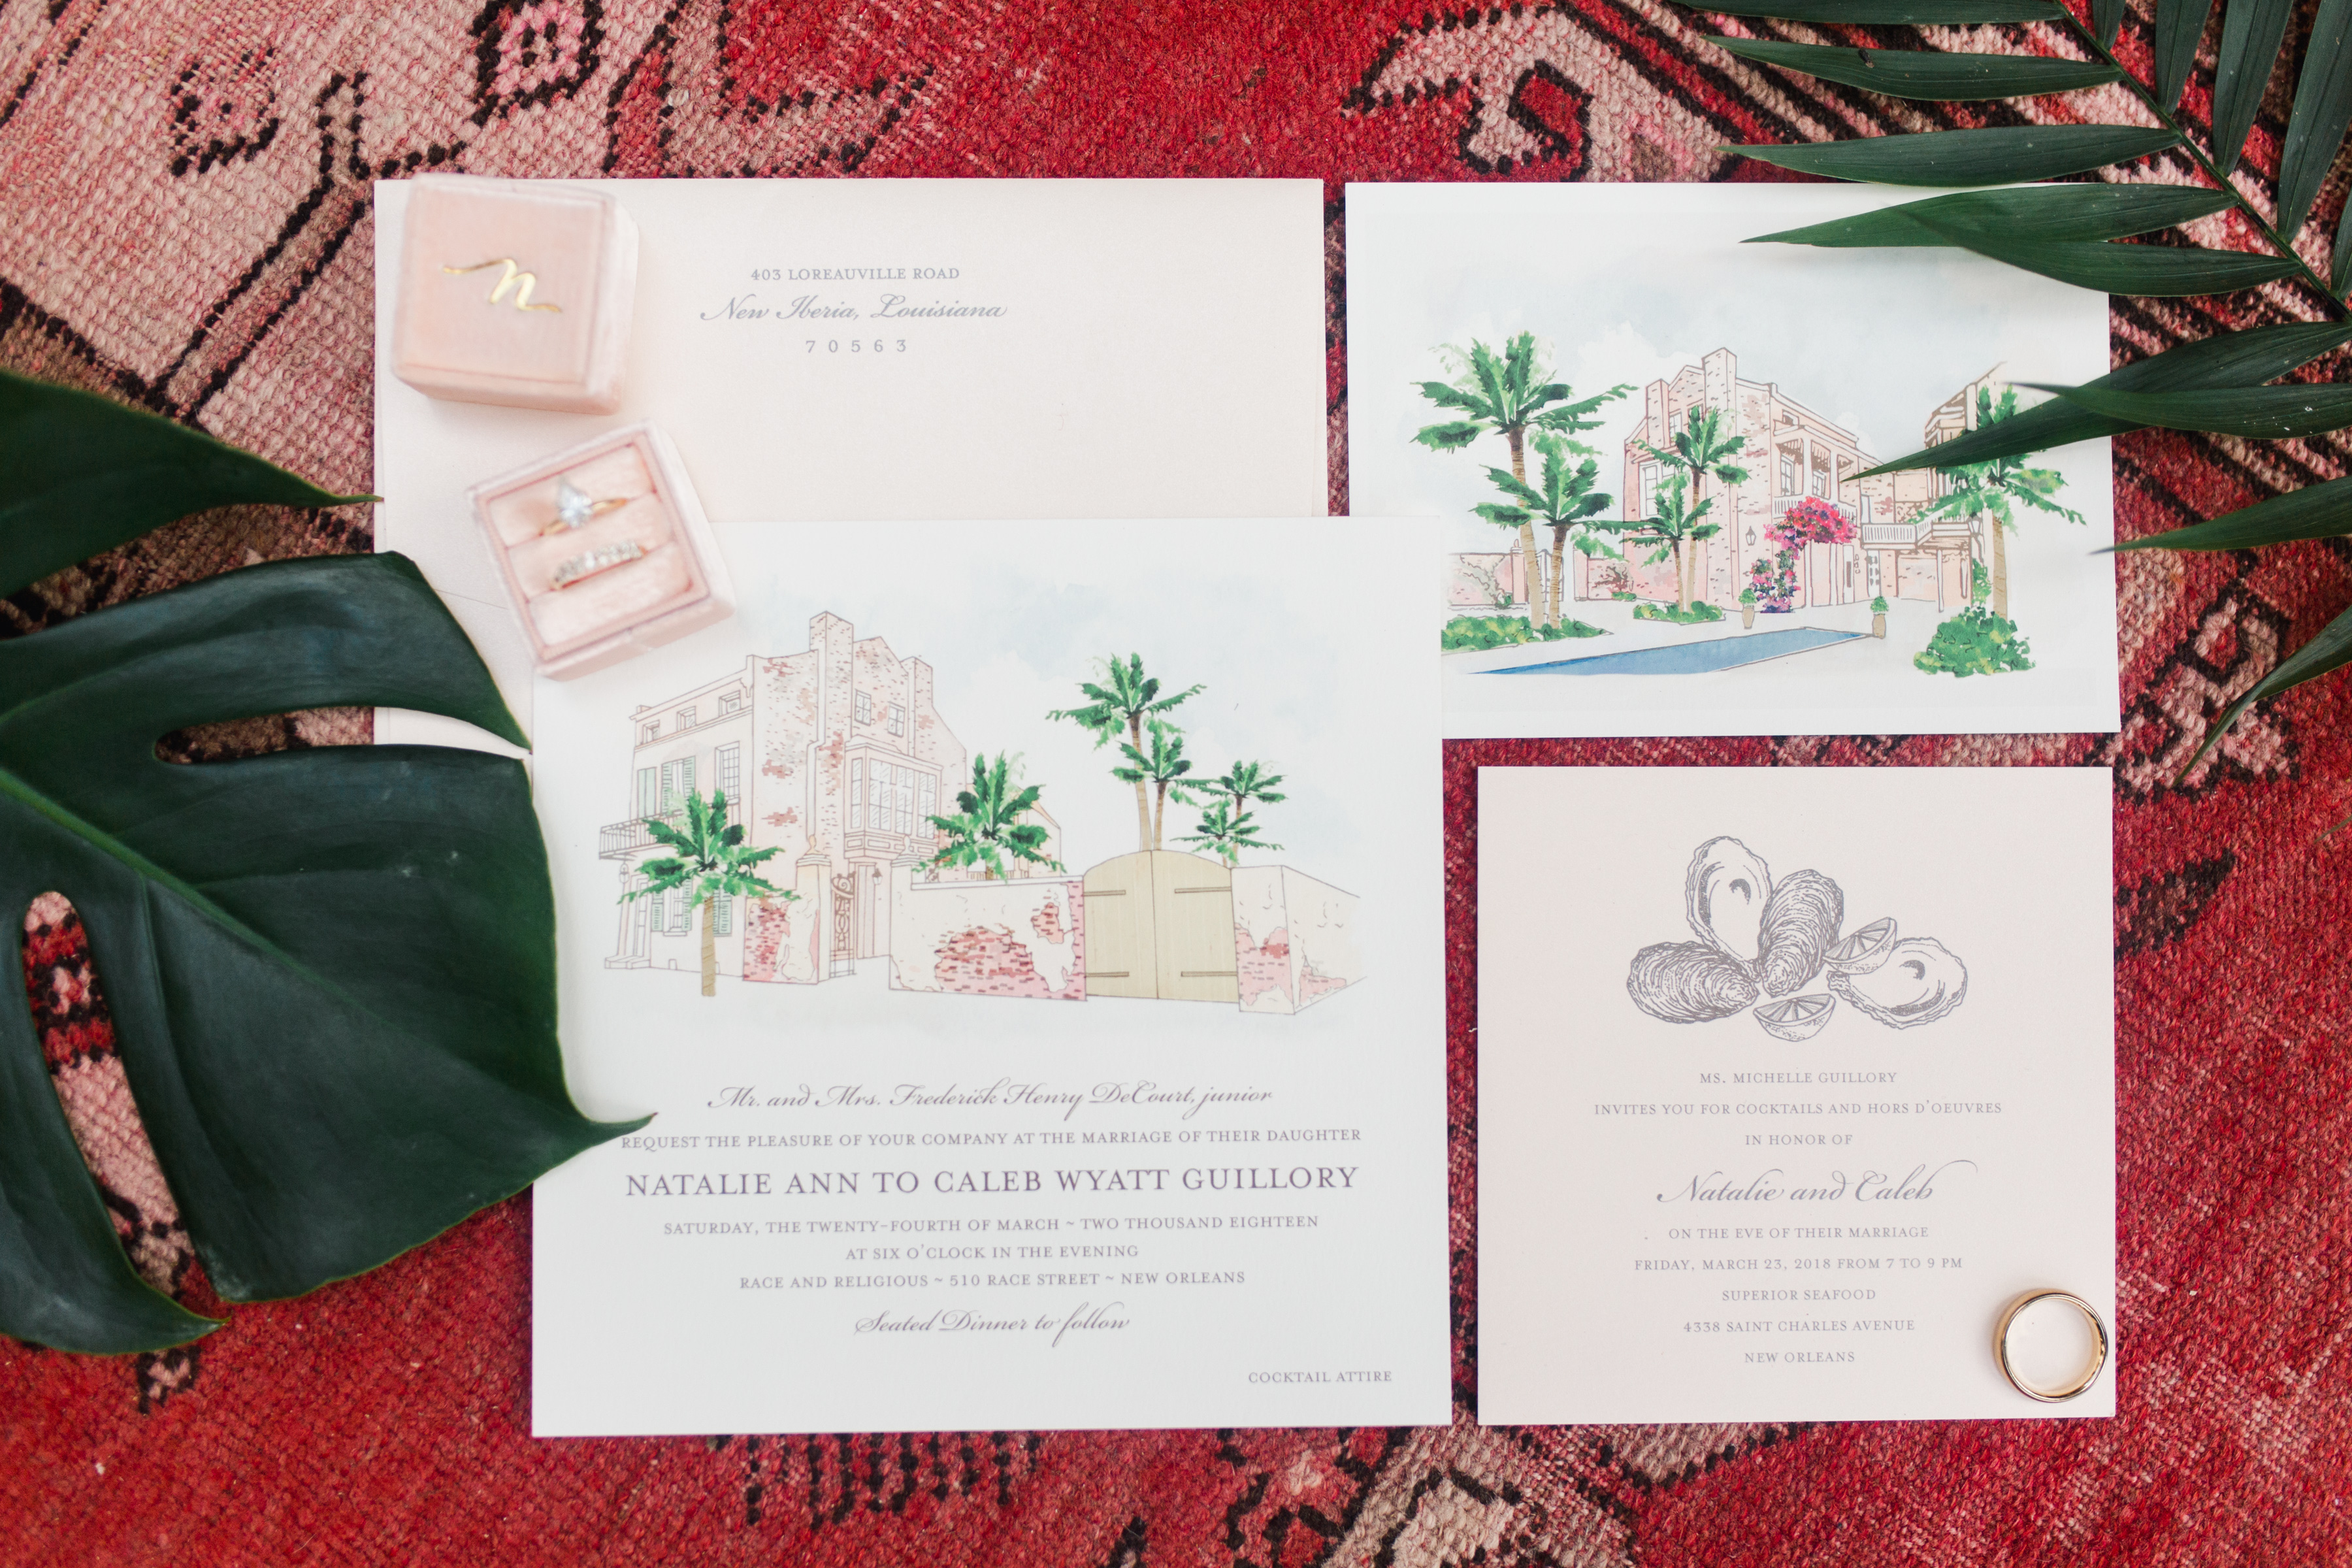 n
403 LOREAUVILLE ROAD
New Iberia, Louisiana
70563
Mr. and Mrs. Frederick Henry DeCourt, junior
REQUEST THE PLEASURE OF YOUR COMPANY AT THE MARRIAGE OF THEIR DAUGHTER
NATALIE ANN TO CALEB WYATT GUILLORY
SATURDAY, THE TWENTY-FOURTH OF MARCH ~ TWO THOUSAND EIGHTEEN
AT SIX O'CLOCK IN THE EVENING
RACE AND RELIGIOUS ~ 510 RACE STREET ~ NEW ORLEANS
Seated Dinner to follow
COCKTAIL ATTIRE
MS. MICHELLE GUILLORY
INVITES YOU FOR COCKTAILS AND HORS D'OEUVRES
IN HONOR OF
Natalie and Caleb
ON THE EVE OF THEIR MARRIAGE
FRIDAY, MARCH 23, 2018 FROM 7 TO 9 PM
SUPERIOR SEAFOOD
4338 SAINT CHARLES AVENUE
NEW ORLEANS